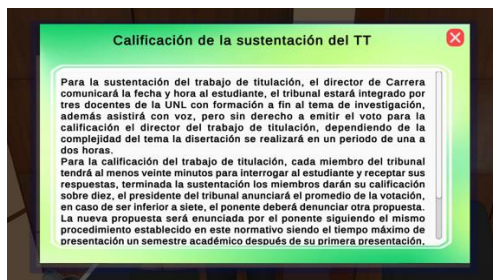 Calificación de la sustentación del TT
Para la sustentación del trabajo de titulación, el director de Carrera
comunicará la fecha y hora al estudiante, el tribunal estará integrado por
tres docentes de la UNL con formación a fin al tema de investigación,
además asistirá con voz, pero sin derecho a emitir el voto para la
calificación el director del trabajo de titulación, dependiendo de la
complejidad del tema la disertación se realizará en un periodo de una a
dos horas.
Para la calificación del trabajo de titulación, cada miembro del tribunal
tendrá al menos veinte minutos para interrogar al estudiante y receptar sus
respuestas, terminada la sustentación los miembros darán su calificación
sobre diez, el presidente del tribunal anunciará el promedio de la votación,
en caso de ser inferior a siete, el ponente deberá denunciar otra propuesta.
La nueva propuesta será enunciada por el ponente siguiendo el mismo
procedimiento establecido en este normativo siendo el tiempo máximo de
presentación un semestre académico después de su primera presentación,